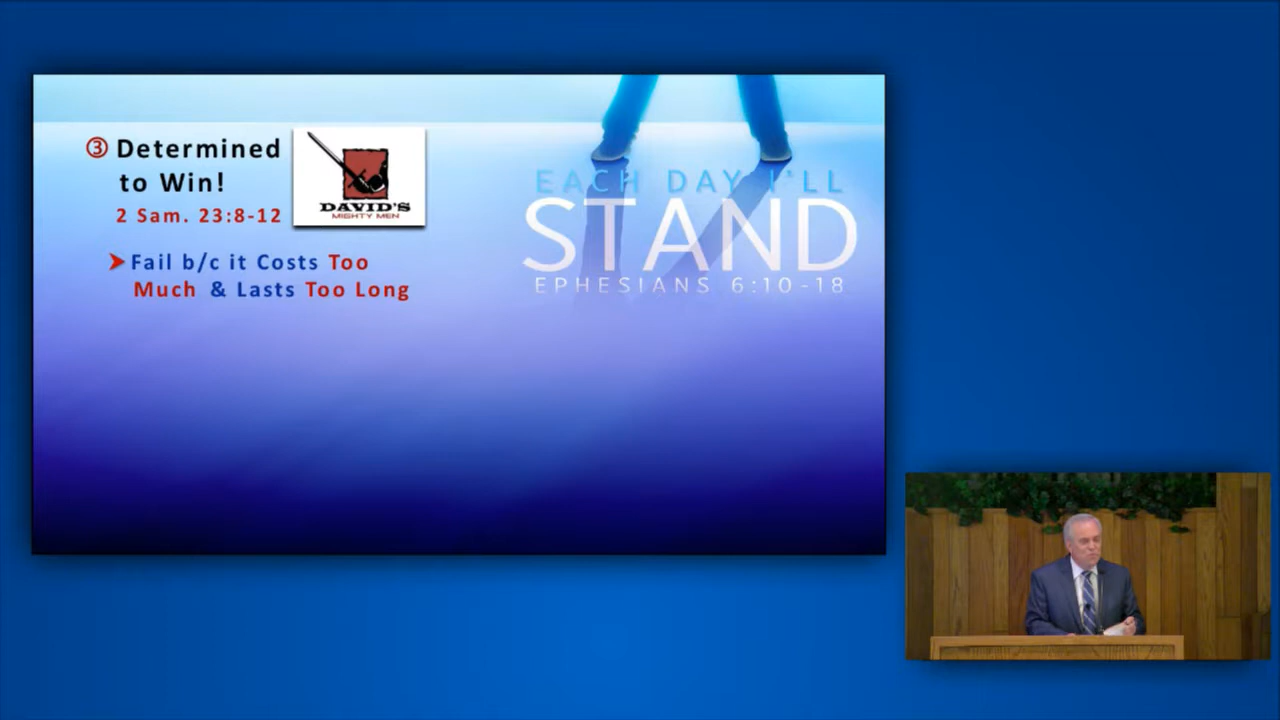 ③ Determined
to Win!
2 Sam. 23:8-12
DAVID'S
MIGHTY MEN
➤ Fail b/c it Costs Too
Much & Lasts Too Long
EACH DAY I'LL
STAND
EPHESIANS 6:10-18